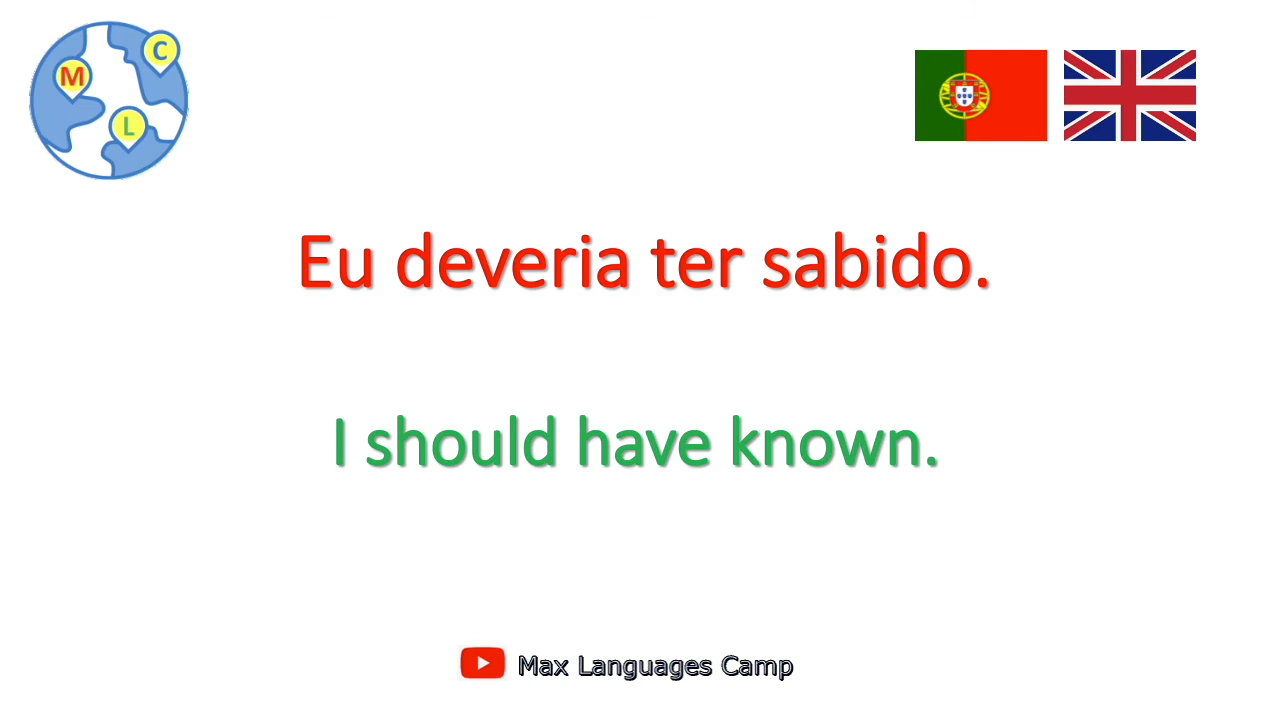 C
M
L
Eu deveria ter sabido.
I should have known.
Max Languages Camp